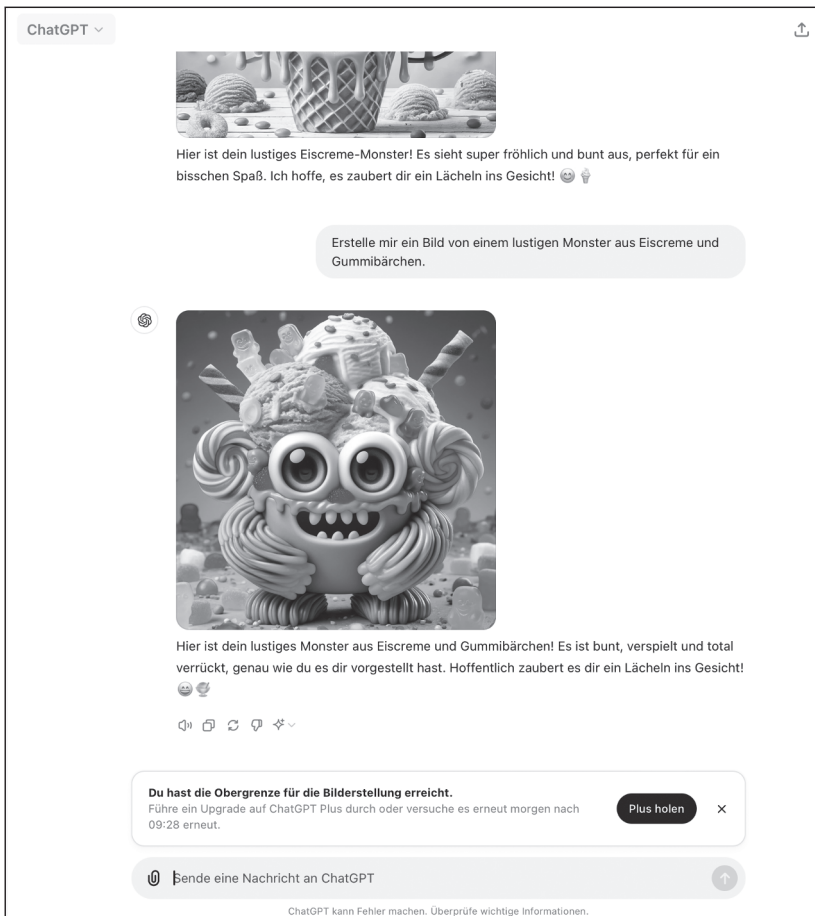 ChatGPT
Hier ist dein lustiges Eiscreme-Monster! Es sieht super fröhlich und bunt aus, perfekt für ein
bisschen Spaß. Ich hoffe, es zaubert dir ein Lächeln ins Gesicht! 😄🍦
Erstelle mir ein Bild von einem lustigen Monster aus Eiscreme und
Gummibärchen.
Hier ist dein lustiges Monster aus Eiscreme und Gummibärchen! Es ist bunt, verspielt und total
verrückt, genau wie du es dir vorgestellt hast. Hoffentlich zaubert es dir ein Lächeln ins Gesicht!
😄🍨
Du hast die Obergrenze für die Bilderstellung erreicht.
Führe ein Upgrade auf ChatGPT Plus durch oder versuche es erneut morgen nach
09:28 erneut.
Plus holen
Sende eine Nachricht an ChatGPT
ChatGPT kann Fehler machen. Überprüfe wichtige Informationen.